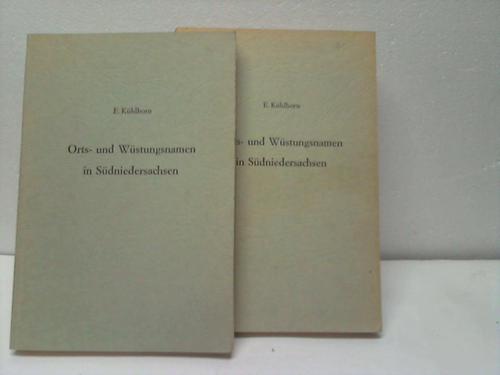 E. Kühlhorn
Orts- und Wüstungsnamen
in Südniedersachsen
E. Kühlhorn
s- und Wüstungsnamen
in Südniedersachsen